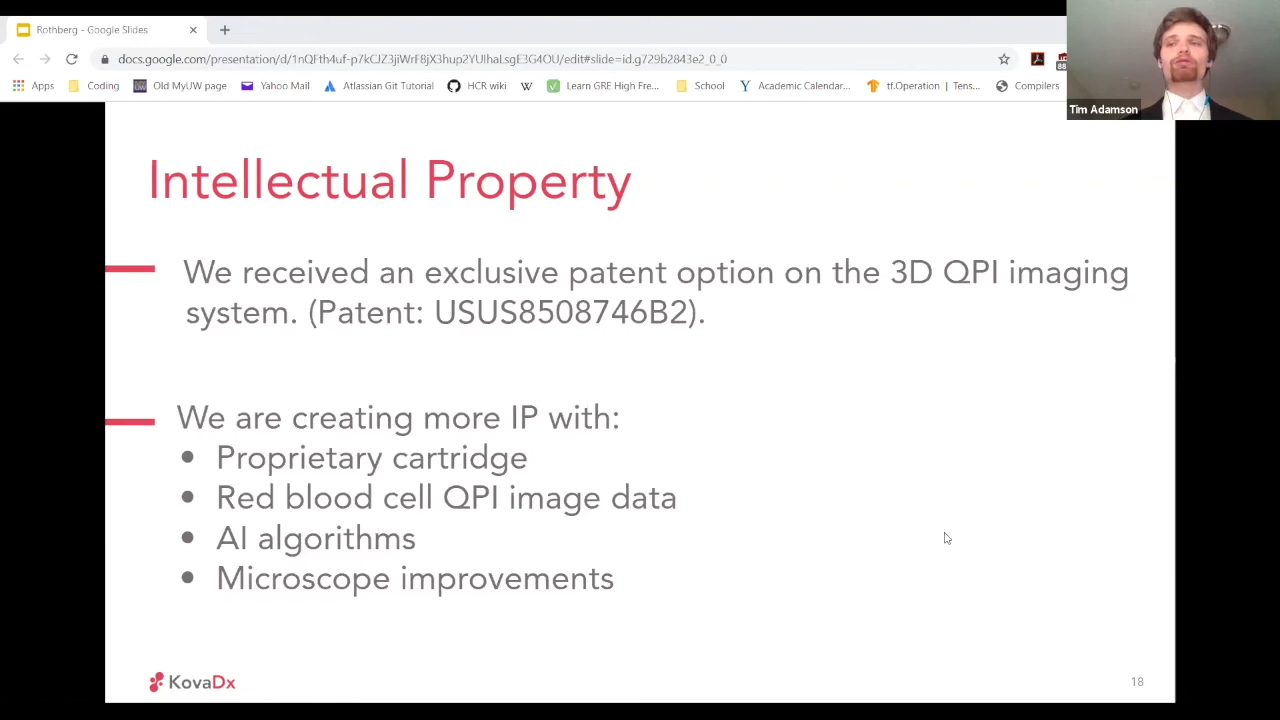 Rothberg - Google Slides
docs.google.com/presentation/d/1nQFth4uf-
edit#slide=id.g729b2843e2_0_0
88
Apps Coding Old MyUW page Yahoo Mail Atlassian Git Tutorial HCR wiki W Learn GRE High Fre... School Y Academic Calendar... tf.Operation | Tens... Compilers
Tim Adamson
Intellectual Property
We received an exclusive patent option on the 3D QPI imaging
system. (Patent: USUS8508746B2).
We are creating more IP with:
• Proprietary cartridge
• Red blood cell QPI image data
• AI algorithms
• Microscope improvements
KovaDx
18